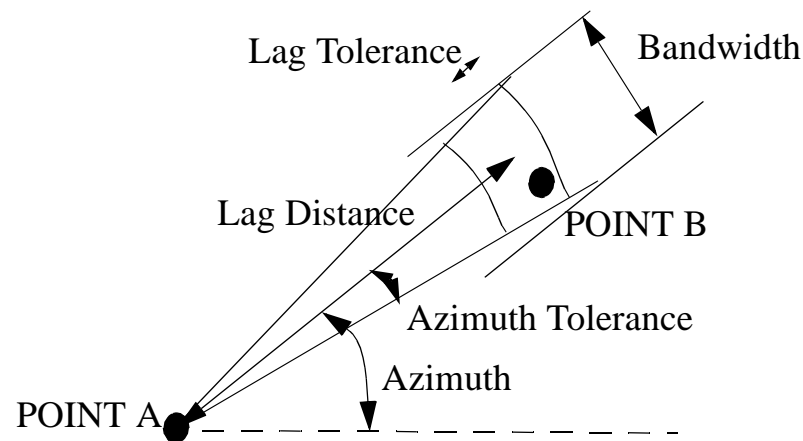 Lag Tolerance
Bandwidth
Lag Distance
POINT B
Azimuth Tolerance
Azimuth
POINT A